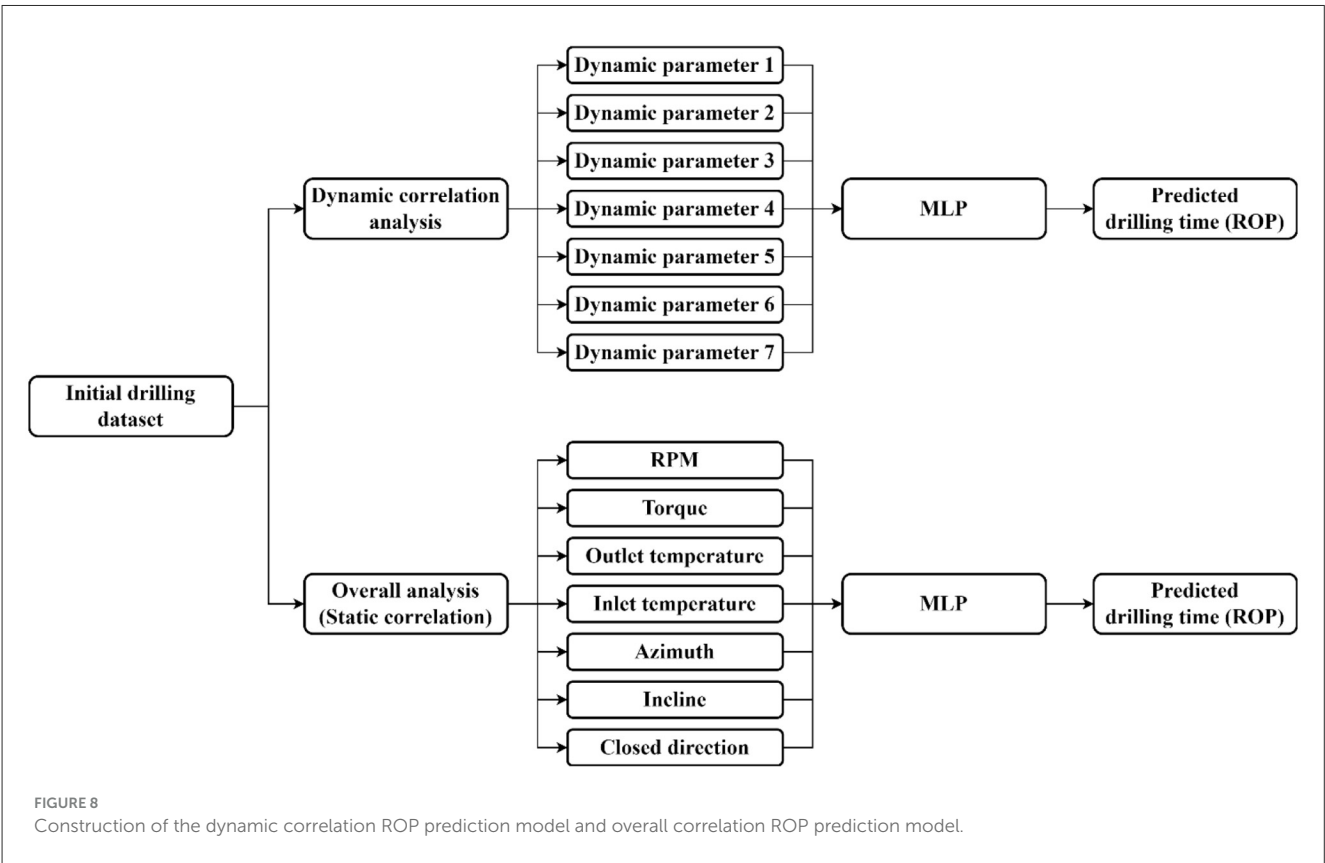 Dynamic parameter 1
Dynamic parameter 2
Dynamic parameter 3
Dynamic correlation
analysis
Dynamic parameter 4
MLP
Predicted
drilling time (ROP)
Dynamic parameter 5
Dynamic parameter 6
Dynamic parameter 7
Initial drilling
dataset
RPM
Torque
Outlet temperature
Overall analysis
(Static correlation)
Inlet temperature
MLP
Predicted
drilling time (ROP)
Azimuth
Incline
Closed direction
FIGURE 8
Construction of the dynamic correlation ROP prediction model and overall correlation ROP prediction model.